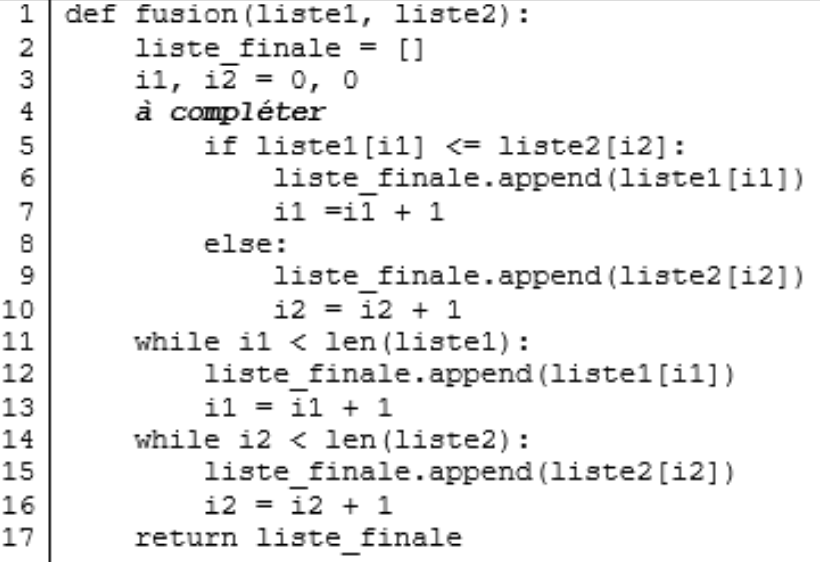 1 def fusion(liste1, liste2):
2     liste_finale = []
3     i1, i2 = 0, 0
4     à compléter
5         if liste1[i1] <= liste2[i2]:
6             liste_finale.append(liste1[i1])
7             i1 =i1 + 1
8         else:
9             liste_finale.append(liste2[i2])
10             i2 = i2 + 1
11     while i1 < len(liste1):
12         liste_finale.append(liste1[i1])
13         i1 = i1 + 1
14     while i2 < len(liste2):
15         liste_finale.append(liste2[i2])
16         i2 = i2 + 1
17     return liste_finale